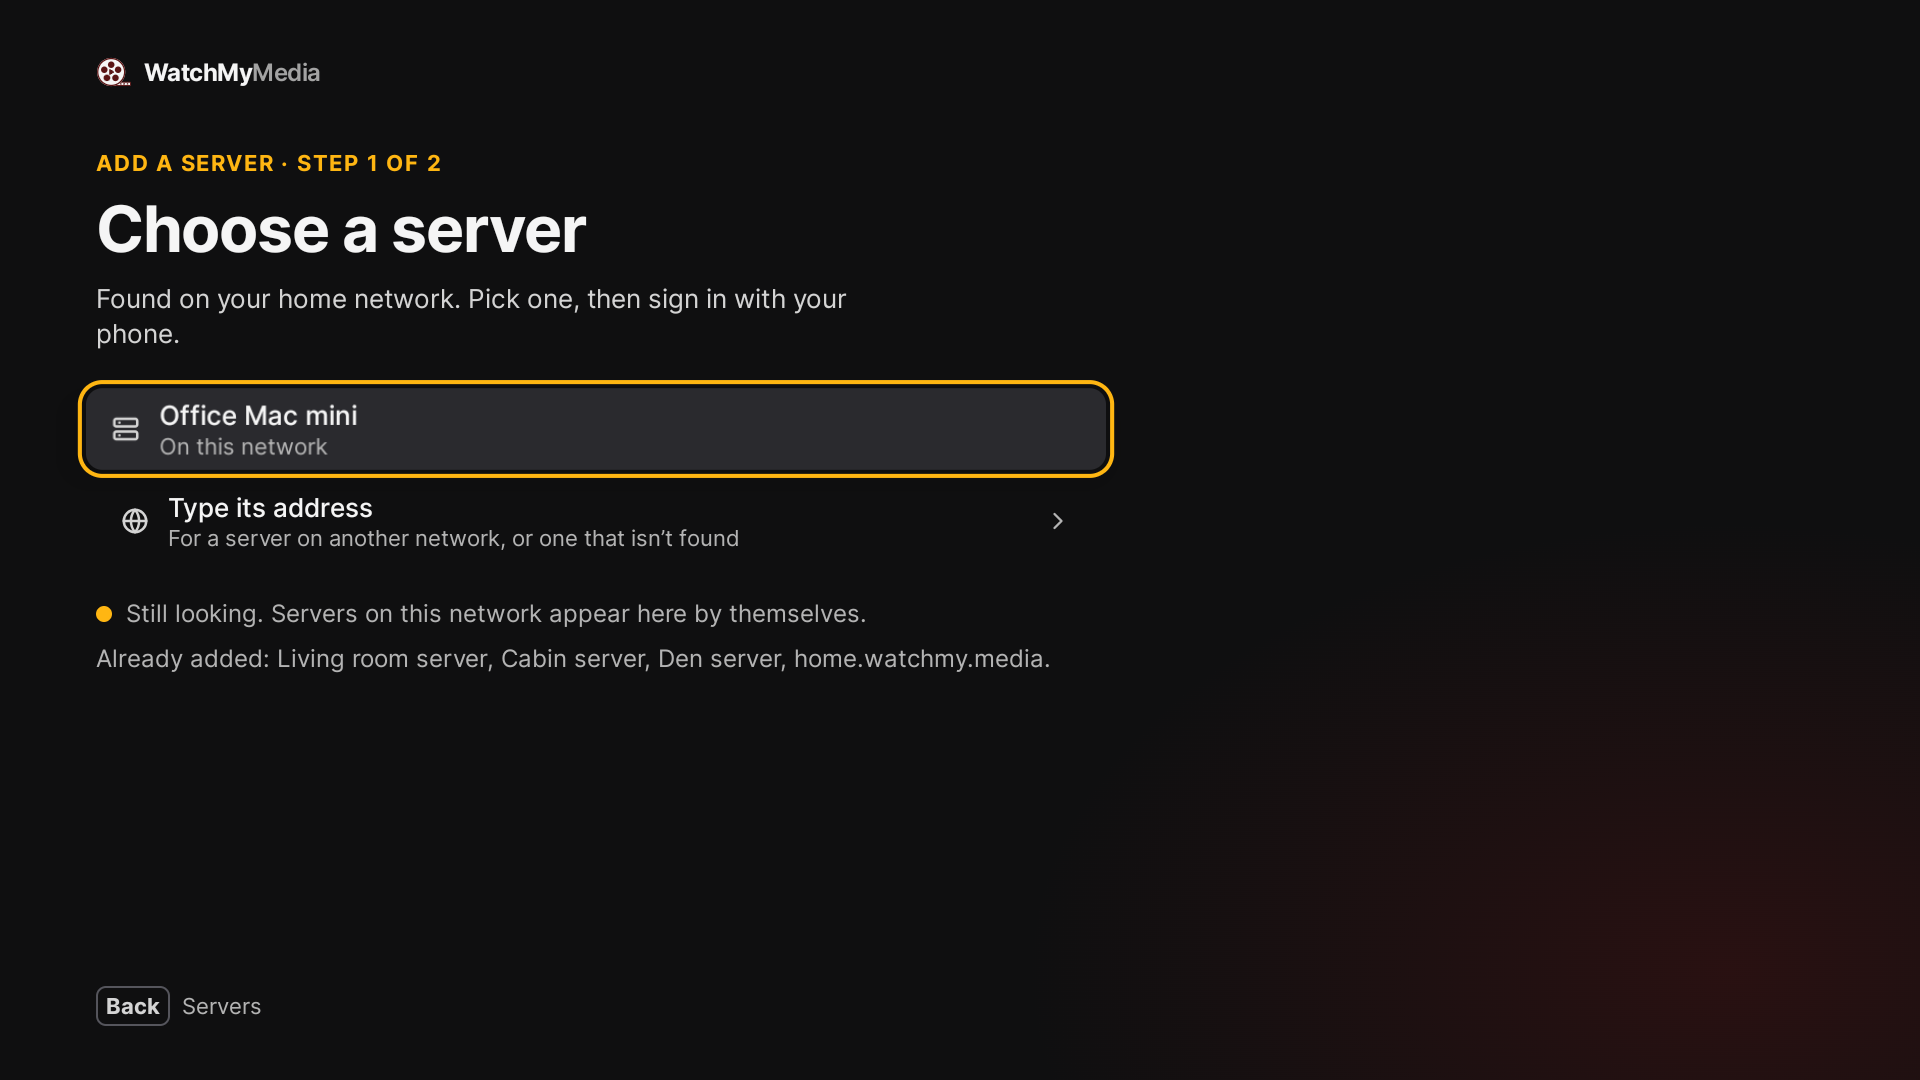 WatchMyMedia
ADD A SERVER · STEP 1 OF 2
Choose a server
Found on your home network. Pick one, then sign in with your
phone.
Office Mac mini
On this network
Type its address
For a server on another network, or one that isn’t found
Still looking. Servers on this network appear here by themselves.
Already added: Living room server, Cabin server, Den server, home.watchmy.media.
Back Servers